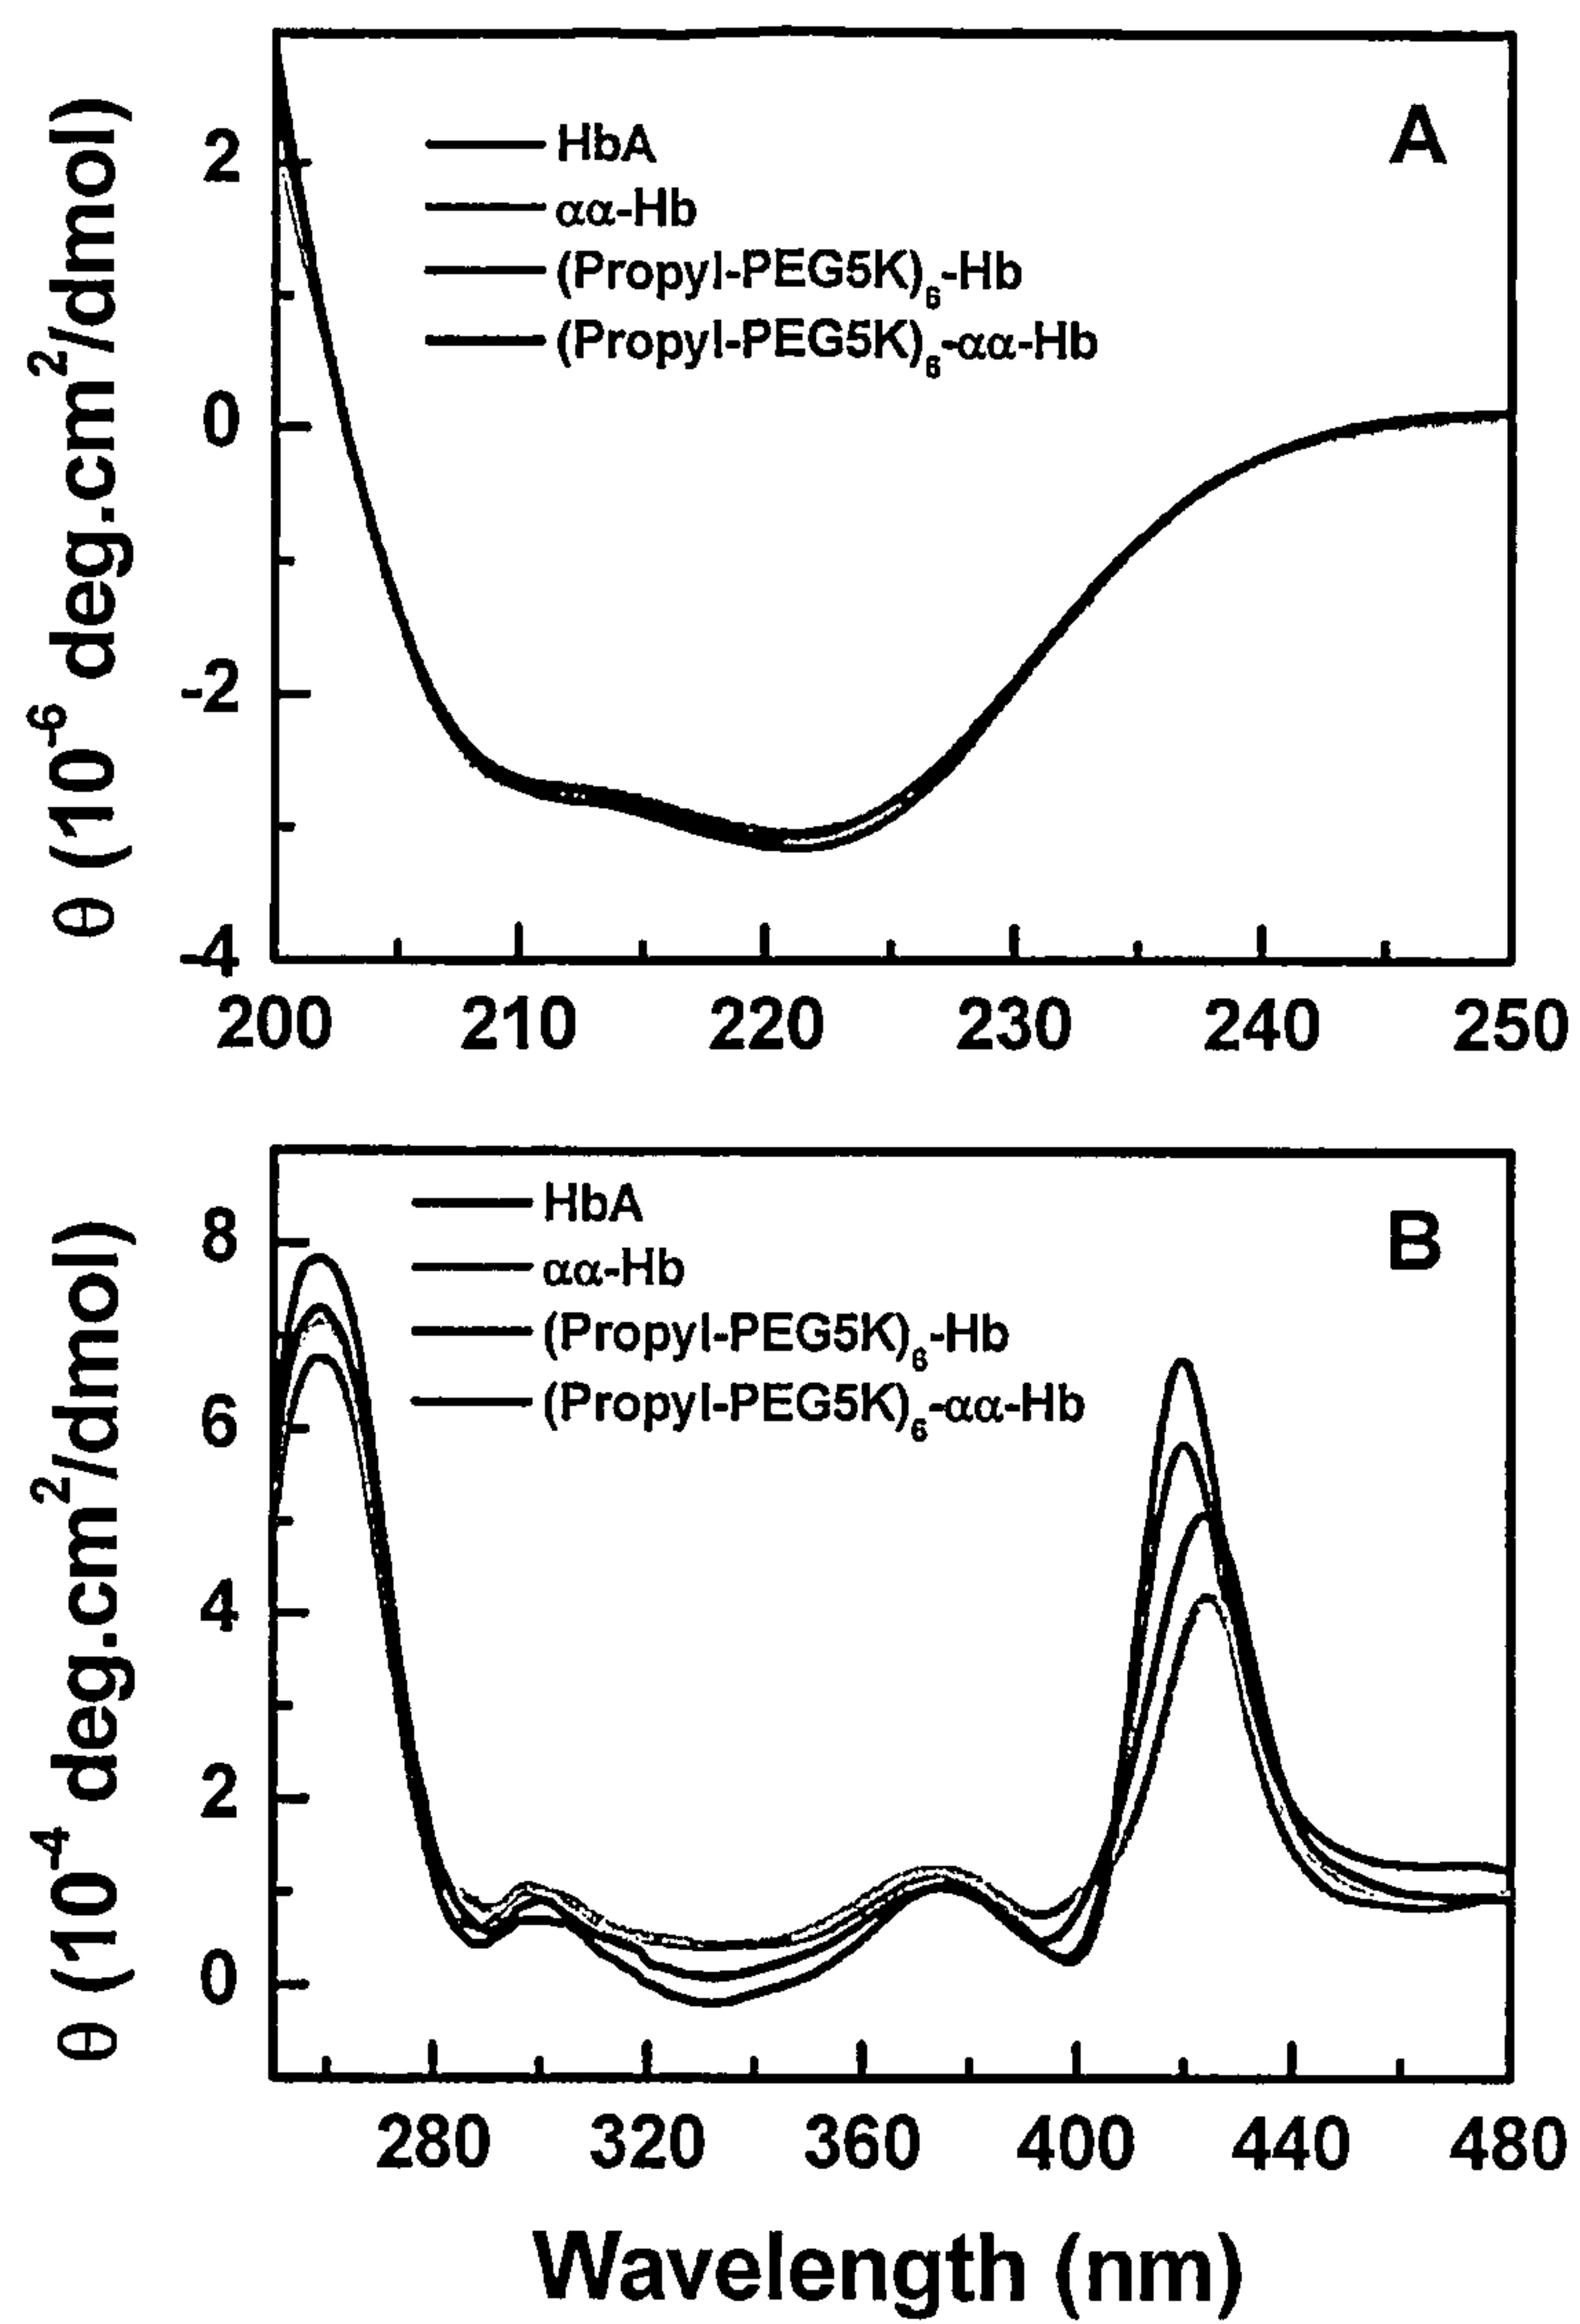 A
HbA
αα-Hb
(Propyl-PEG5K)₆-Hb
(Propyl-PEG5K)₆-αα-Hb
θ (10⁻⁶ deg.cm²/dmol)
2
0
-2
-4
200 210 220 230 240 250
B
HbA
αα-Hb
(Propyl-PEG5K)₆-Hb
(Propyl-PEG5K)₆-αα-Hb
θ (10⁻⁴ deg.cm²/dmol)
8
6
4
2
0
280 320 360 400 440 480
Wavelength (nm)